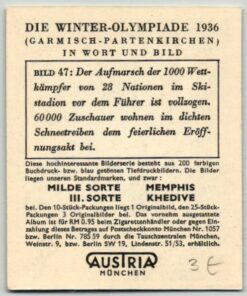 DIE WINTER-OLYMPIADE 1936
(GARMISCH-PARTENKIRCHEN)
IN WORT UND BILD
BILD 47: Der Aufmarsch der 1000 Wett-
kämpfer von 28 Nationen im Ski-
stadion vor dem Führer ist vollzogen.
60000 Zuschauer wohnen im dichten
Schneetreiben dem feierlichen Eröff-
nungsakt bei.
Diese hochinteressante Bilderserie besteht aus 200 farbigen
Buchdruck- bzw. blau getönten Tiefdruckbildern. Die Bilder
liegen unseren Standardmarken, und zwar:
MILDE SORTE MEMPHIS
III. SORTE KHEDIVE
bei. Den 10-Stück-Packungen liegt 1 Originalbild, den 25-Stück-
Packungen 3 Originalbilder bei. Das vornehm ausgestattete
Album ist für RM 0.95 beim Zigarettenhändler oder gegen Ein-
zahlung dieses Betrages auf Postscheckkonto München Nr. 1057
bzw. Berlin Nr. 78559 durch die Tauschzentralen München,
Weinstr. 9, bzw. Berlin SW 19, Lindenstr. 51/53, erhältlich.
AUSTRIA
MÜNCHEN
3€